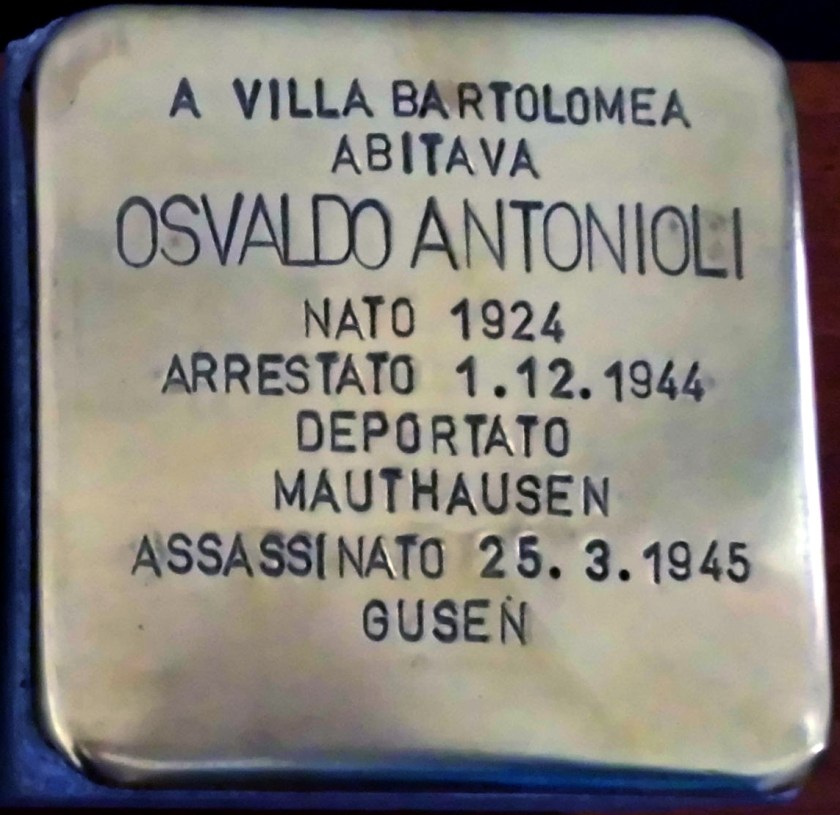 A VILLA BARTOLOMEA
ABITAVA
OSVALDO ANTONIOLI
NATO 1924
ARRESTATO 1.12.1944
DEPORTATO
MAUTHAUSEN
ASSASSINATO 25.3.1945
GUSEN